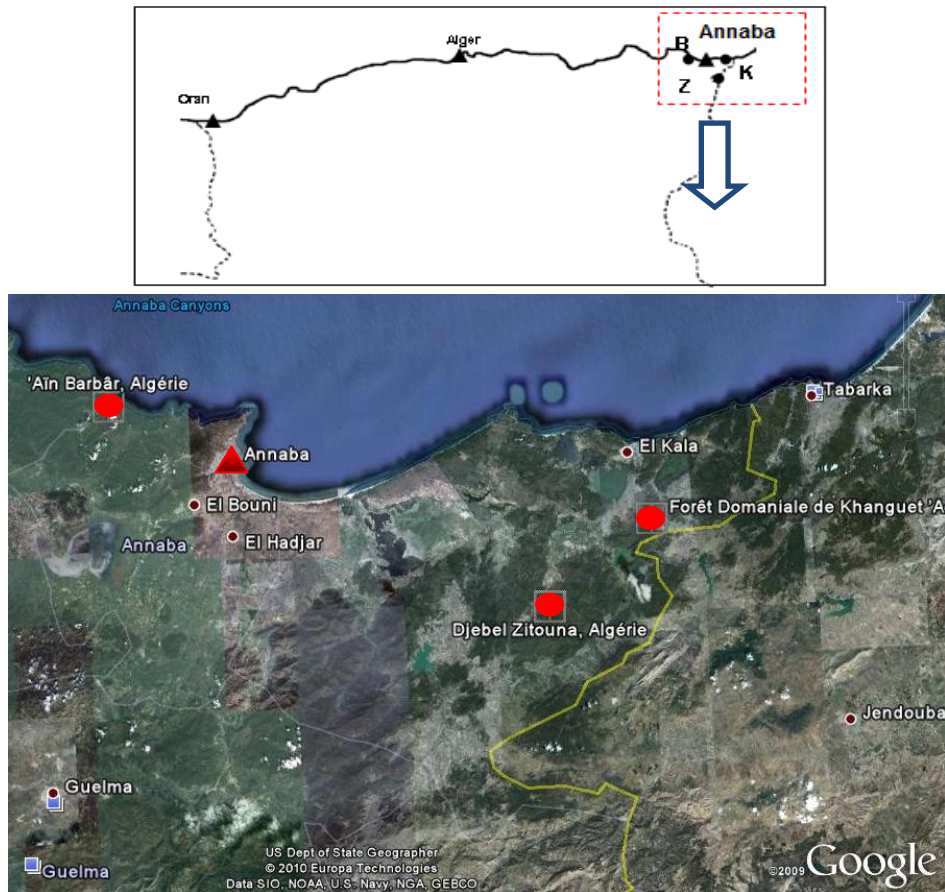 Annaba
Alger
B
K
Z
Oran
Annaba Canyons
'Aïn Barbâr, Algérie
Tabarka
Annaba
El Kala
El Bouni
Forêt Domaniale de Khanguet 'A
Annaba
El Hadjar
Djebel Zitouna, Algérie
Jendouba
Guelma
US Dept of State Geographer
© 2010 Europa Technologies
Data SIO, NOAA, U.S. Navy, NGA, GEBCO
©2009 Google
Guelma